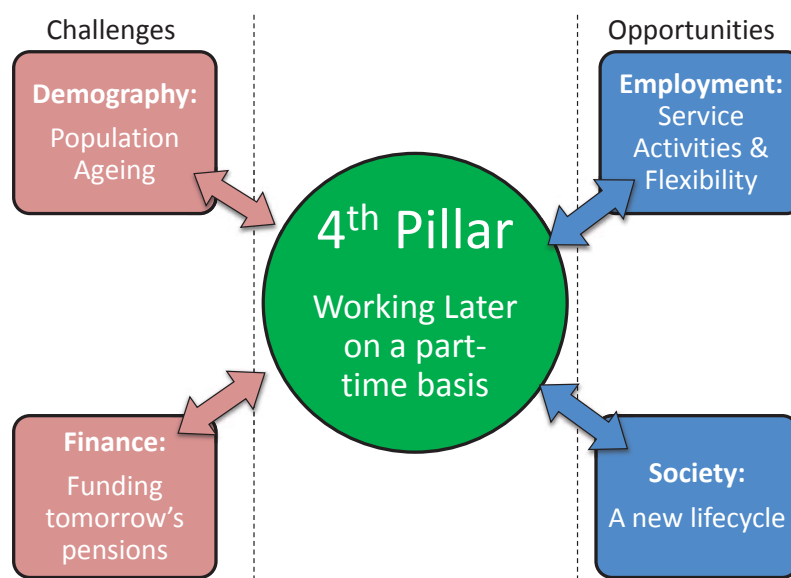 Challenges
Opportunities
Demography:
Population
Ageing
Employment:
Service
Activities &
Flexibility
4th Pillar
Working Later
on a part-
time basis
Finance:
Funding
tomorrow’s
pensions
Society:
A new lifecycle